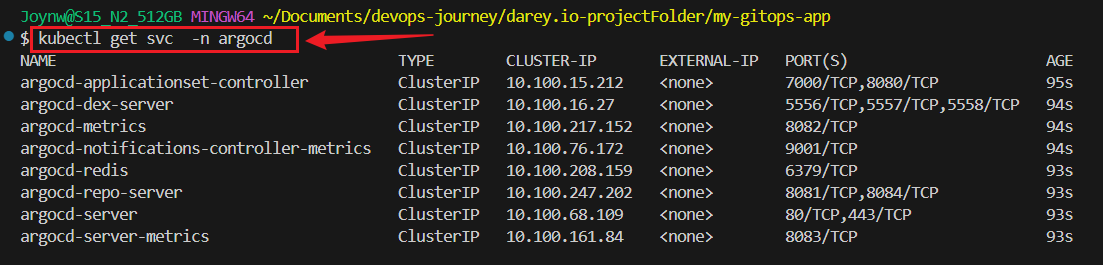 Joynw@S15_N2_512GB MINGW64 ~/Documents/devops-journey/darey.io-projectFolder/my-gitops-app
$ kubectl get svc  -n argocd
NAME                                      TYPE        CLUSTER-IP       EXTERNAL-IP   PORT(S)                      AGE
argocd-applicationset-controller          ClusterIP   10.100.15.212    <none>        7000/TCP,8080/TCP            95s
argocd-dex-server                         ClusterIP   10.100.16.27     <none>        5556/TCP,5557/TCP,5558/TCP   94s
argocd-metrics                            ClusterIP   10.100.217.152   <none>        8082/TCP                     94s
argocd-notifications-controller-metrics   ClusterIP   10.100.76.172    <none>        9001/TCP                     94s
argocd-redis                              ClusterIP   10.100.208.159   <none>        6379/TCP                     93s
argocd-repo-server                        ClusterIP   10.100.247.202   <none>        8081/TCP,8084/TCP            93s
argocd-server                             ClusterIP   10.100.68.109    <none>        80/TCP,443/TCP               93s
argocd-server-metrics                     ClusterIP   10.100.161.84    <none>        8083/TCP                     93s